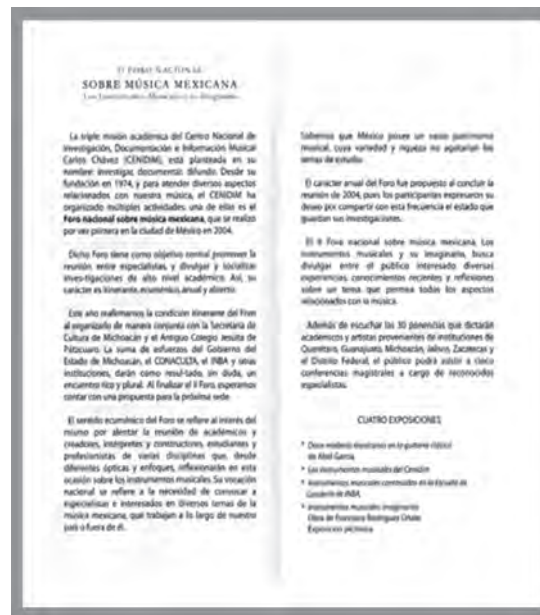 II FORO NACIONAL
SOBRE MÚSICA MEXICANA
Los Instrumentos Musicales y su Imaginario
La triple misión académica del Centro Nacional de
Investigación, Documentación e Información Musical
Carlos Chávez (CENIDIM), está planteada en su
nombre: investigar, documentar, difundir. Desde su
fundación en 1974, y para atender diversos aspectos
relacionados con nuestra música, el CENIDIM ha
organizado múltiples actividades; una de ellas es el
Foro nacional sobre música mexicana, que se realizó
por vez primera en la ciudad de México en 2004.
Dicho Foro tiene como objetivo central promover la
reunión entre especialistas, y divulgar y socializar
inves-tigaciones de alto nivel académico. Así, su
carácter es itinerante, ecuménico, anual y abierto.
Este año reafirmamos la condición itinerante del Foro
al organizarlo de manera conjunta con la Secretaría de
Cultura de Michoacán y el Antiguo Colegio Jesuita de
Pátzcuaro. La suma de esfuerzos del Gobierno del
Estado de Michoacán, el CONACULTA, el INBA y otras
instituciones, darán como resul-tado, sin duda, un
encuentro rico y plural. Al finalizar el II Foro, esperamos
contar con una propuesta para la próxima sede.
El sentido ecuménico del Foro se refiere al interés del
mismo por alentar la reunión de académicos y
creadores, intérpretes y constructores, estudiantes y
profesionistas de varias disciplinas que, desde
diferentes ópticas y enfoques, reflexionarán en esta
ocasión sobre los instrumentos musicales. Su vocación
nacional se refiere a la necesidad de convocar a
especialistas e interesados en diversos temas de la
música mexicana, que trabajan a lo largo de nuestro
país o fuera de él.
Sabemos que México posee un vasto patrimonio
musical, cuya variedad y riqueza no agotarían los
temas de estudio.
El carácter anual del Foro fue propuesto al concluir la
reunión de 2004, pues los participantes expresaron su
deseo por compartir con esta frecuencia el estado que
guardan sus investigaciones.
El II Foro nacional sobre música mexicana, Los
instrumentos musicales y su imaginario, busca
divulgar entre el público interesado diversas
experiencias, conocimientos recientes y reflexiones
sobre un tema que permea todos los aspectos
relacionados con la música.
Además de escuchar las 30 ponencias que dictarán
académicos y artistas provenientes de instituciones de
Querétaro, Guanajuato, Michoacán, Jalisco, Zacatecas y
el Distrito Federal, el público podrá asistir a cinco
conferencias magistrales a cargo de reconocidos
especialistas.
CUATRO EXPOSICIONES
* Doce maderas mexicanas en la guitarra clásica
de Abel García,
* Los instrumentos musicales del Cenidim
* Instrumentos musicales construidos en la Escuela de
Laudería de INBA,
* Instrumentos musicales imaginarios
Obra de Francisco Rodríguez Oñate
Exposición pictórica